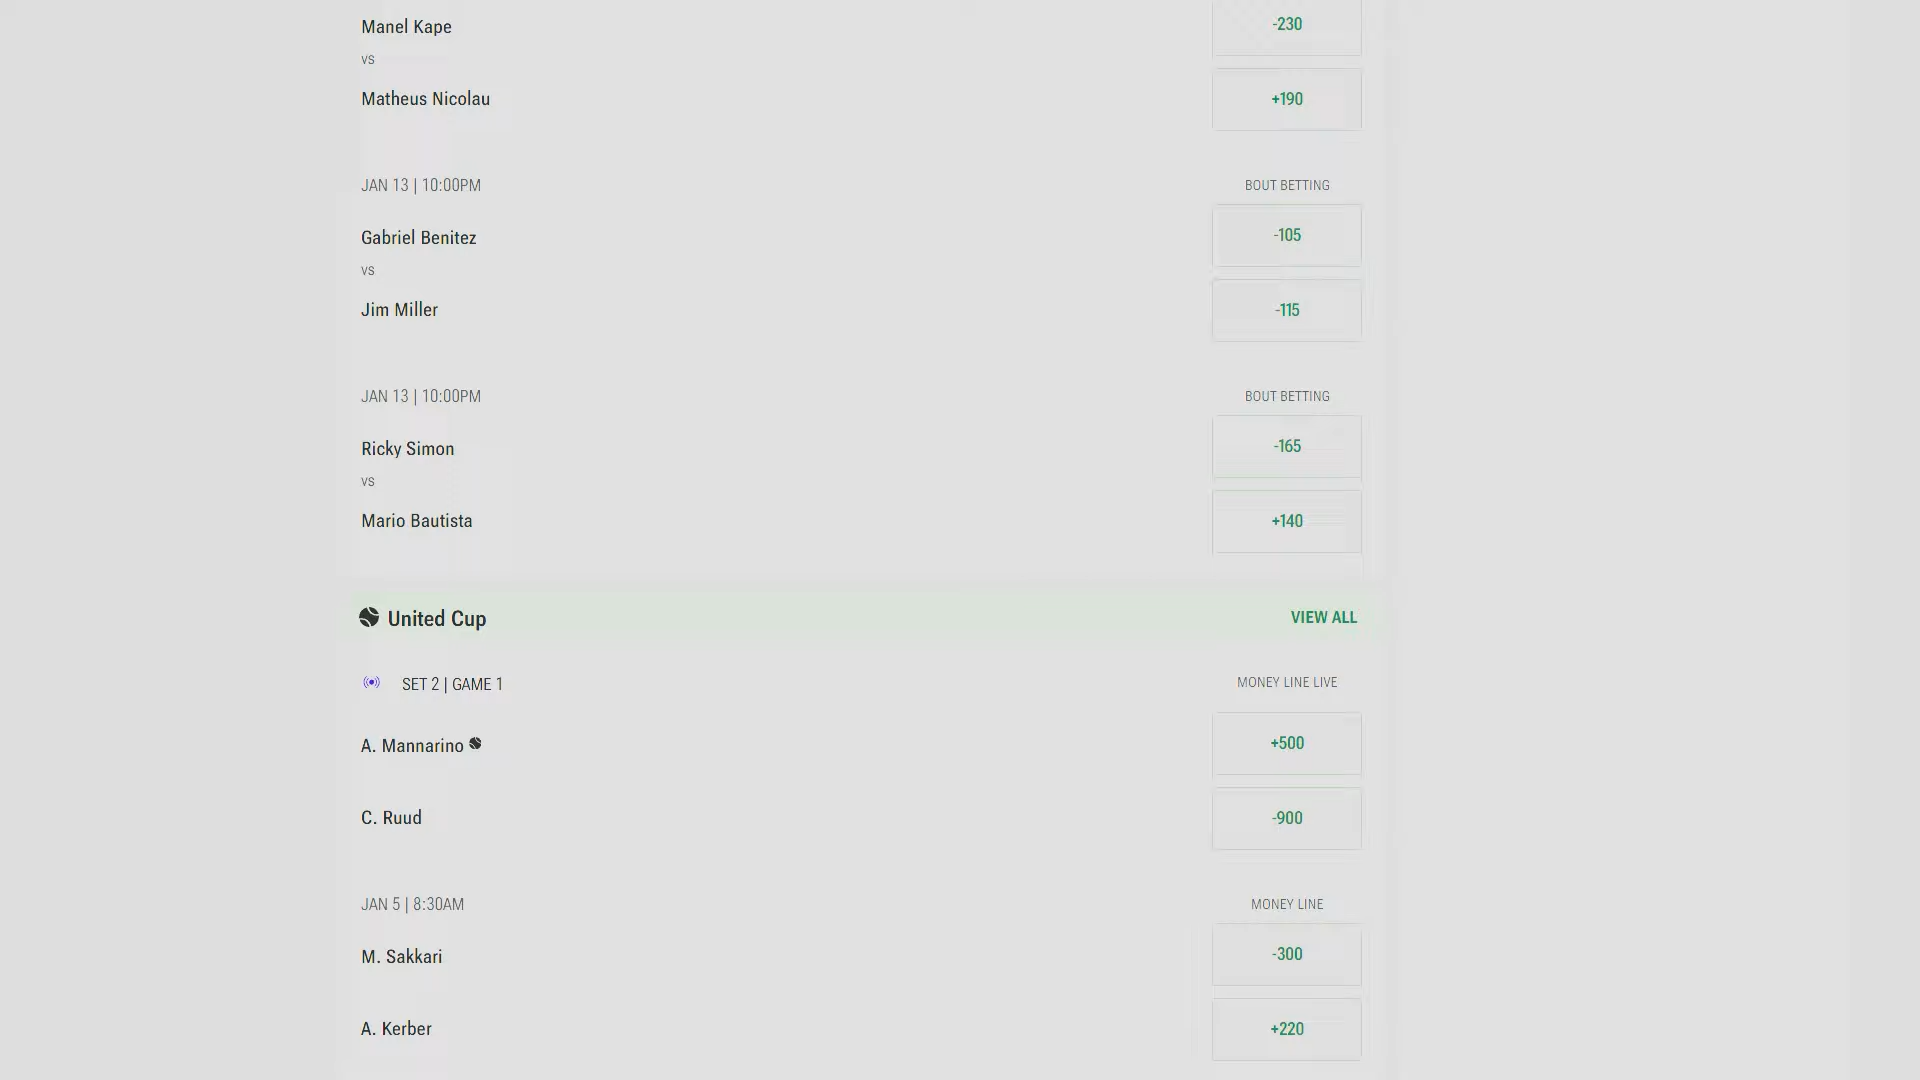 Manel Kape
-230
vs
Matheus Nicolau
+190
JAN 13 | 10:00PM
BOUT BETTING
Gabriel Benitez
-105
vs
Jim Miller
-115
JAN 13 | 10:00PM
BOUT BETTING
Ricky Simon
-165
vs
Mario Bautista
+140
United Cup
VIEW ALL
SET 2 | GAME 1
MONEY LINE LIVE
A. Mannarino
+500
C. Ruud
-900
JAN 5 | 8:30AM
MONEY LINE
M. Sakkari
-300
A. Kerber
+220